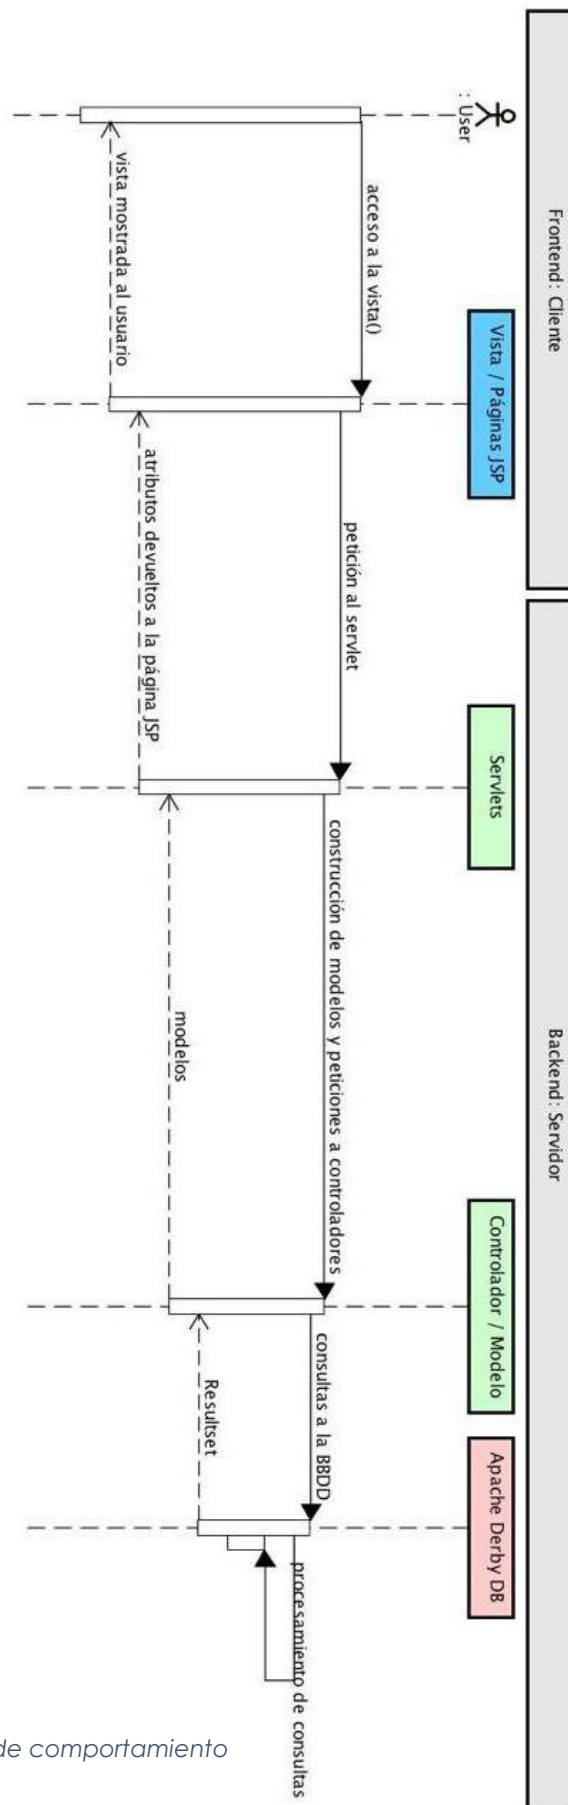 Frontend: Cliente
Backend: Servidor
: User
Vista / Páginas JSP
Servlets
Controlador / Modelo
Apache Derby DB
acceso a la vista()
petición al servlet
construcción de modelos y peticiones a controladores
consultas a la BBDD
procesamiento de consultas
Resultset
modelos
atributos devueltos a la página JSP
vista mostrada al usuario
de comportamiento